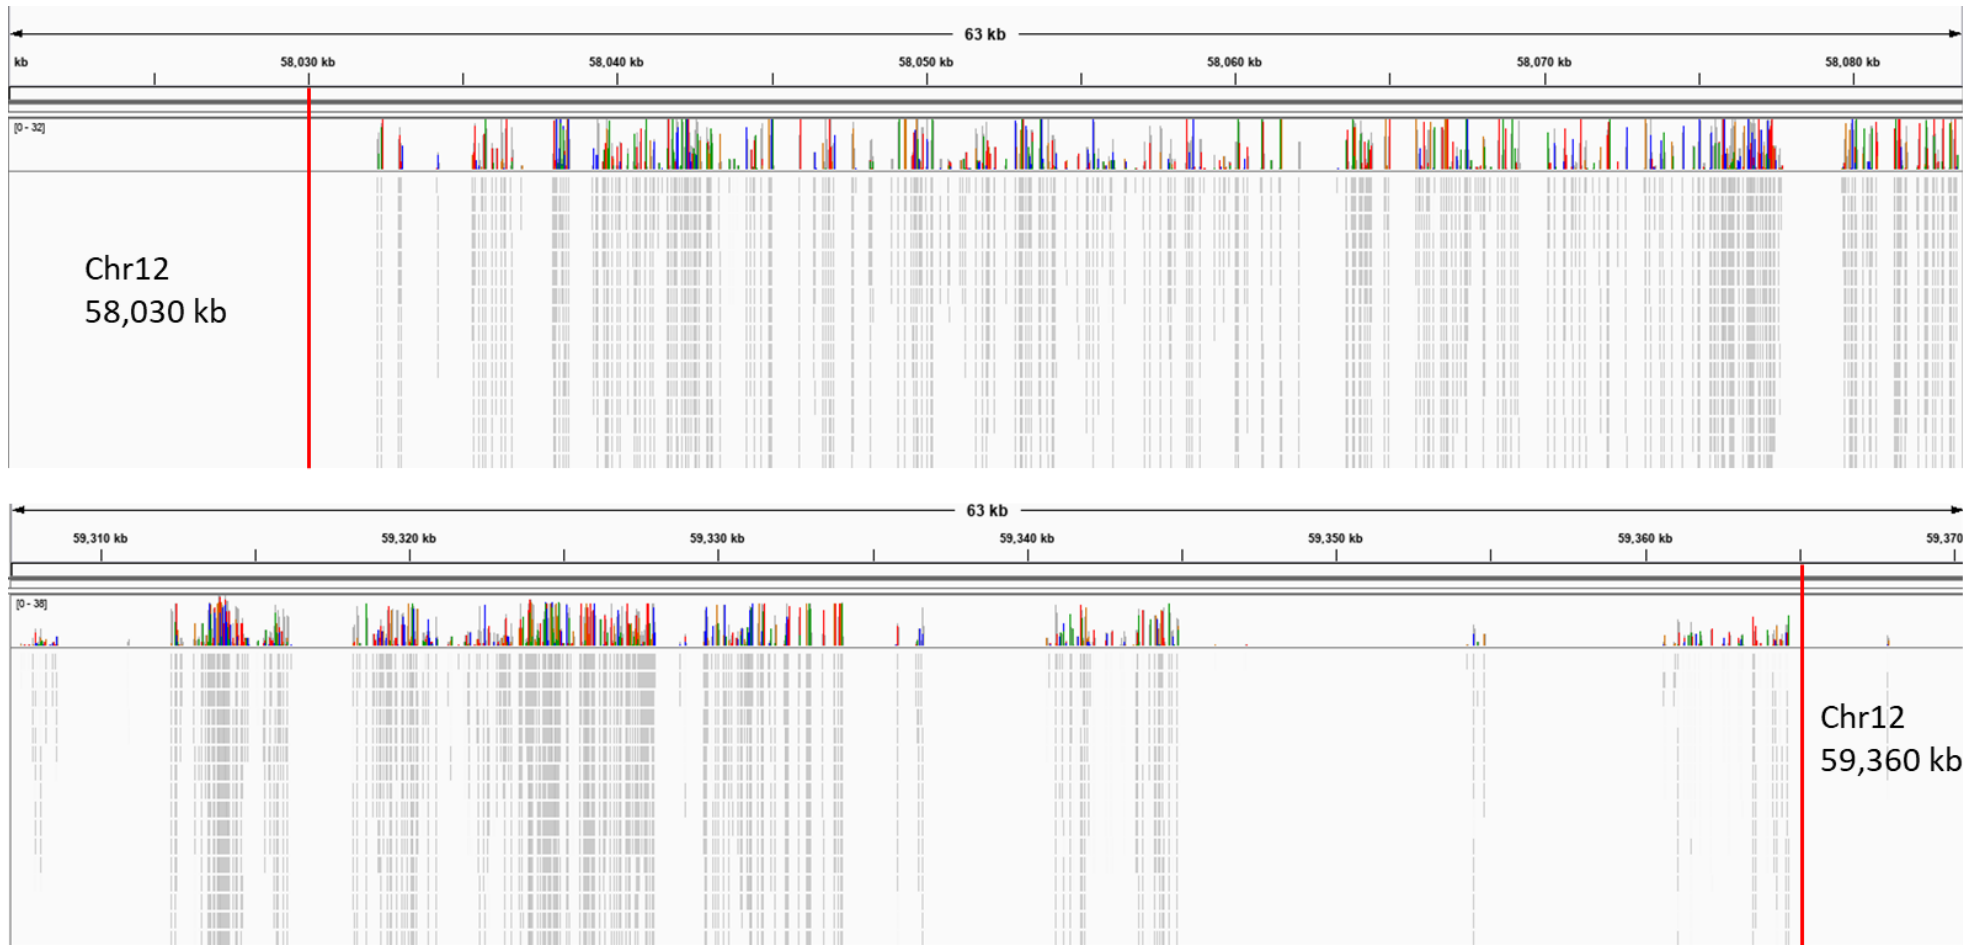 63 kb
kb 58,030 kb 58,040 kb 58,050 kb 58,060 kb 58,070 kb 58,080 kb
[0 - 32]
Chr12
58,030 kb
63 kb
59,310 kb 59,320 kb 59,330 kb 59,340 kb 59,350 kb 59,360 kb 59,370
[0 - 38]
Chr12
59,360 kb